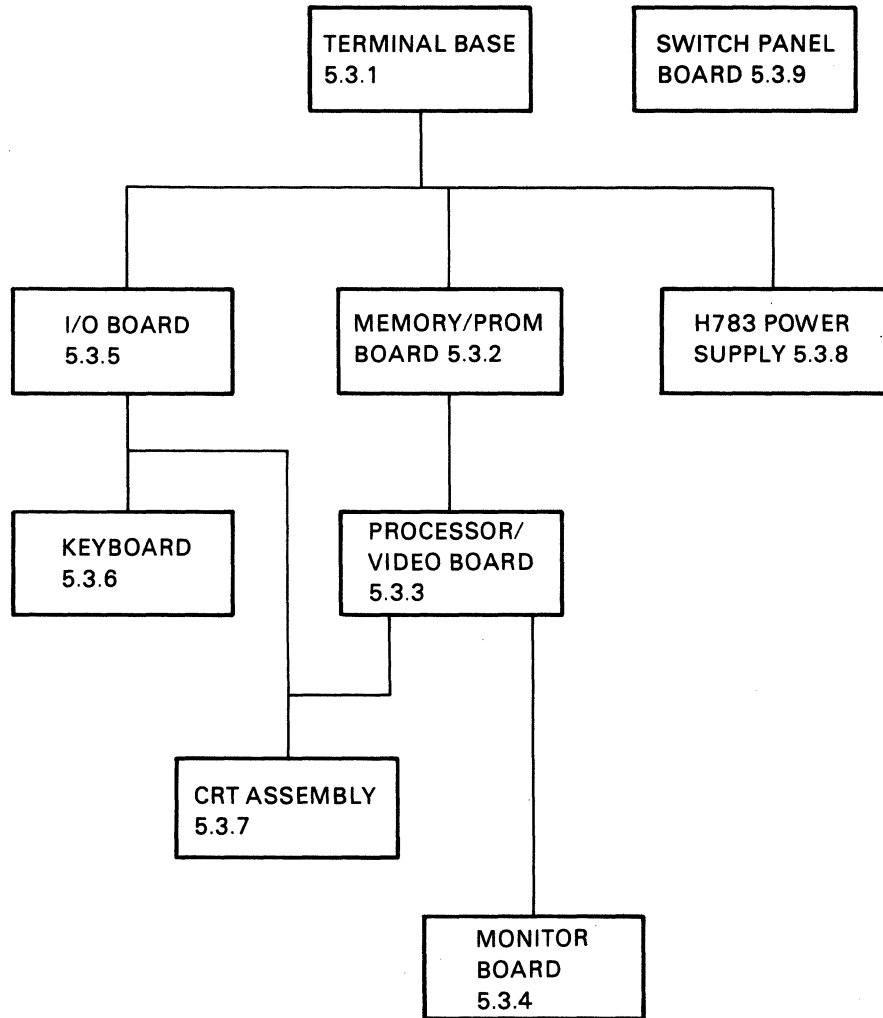 TERMINAL BASE
5.3.1
SWITCH PANEL
BOARD 5.3.9
I/O BOARD
5.3.5
MEMORY/PROM
BOARD 5.3.2
H783 POWER
SUPPLY 5.3.8
KEYBOARD
5.3.6
PROCESSOR/
VIDEO BOARD
5.3.3
CRT ASSEMBLY
5.3.7
MONITOR
BOARD
5.3.4